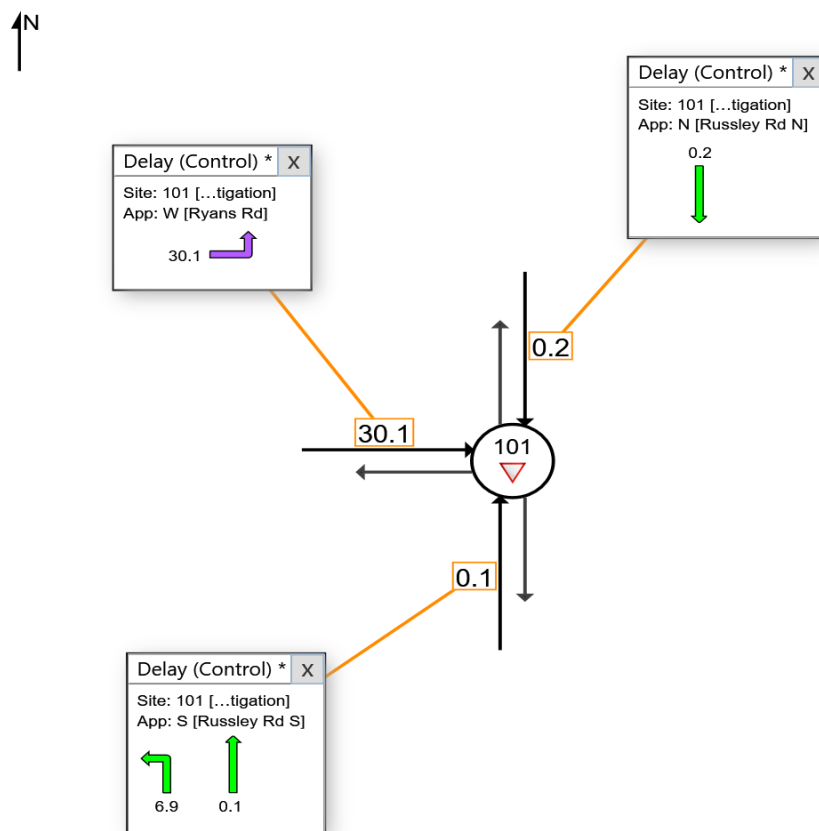 N
Delay (Control) * X
Site: 101 [...tigation]
App: N [Russley Rd N]
0.2
Delay (Control) * X
Site: 101 [...tigation]
App: W [Ryans Rd]
30.1
0.2
30.1
101
0.1
Delay (Control) * X
Site: 101 [...tigation]
App: S [Russley Rd S]
6.9 0.1